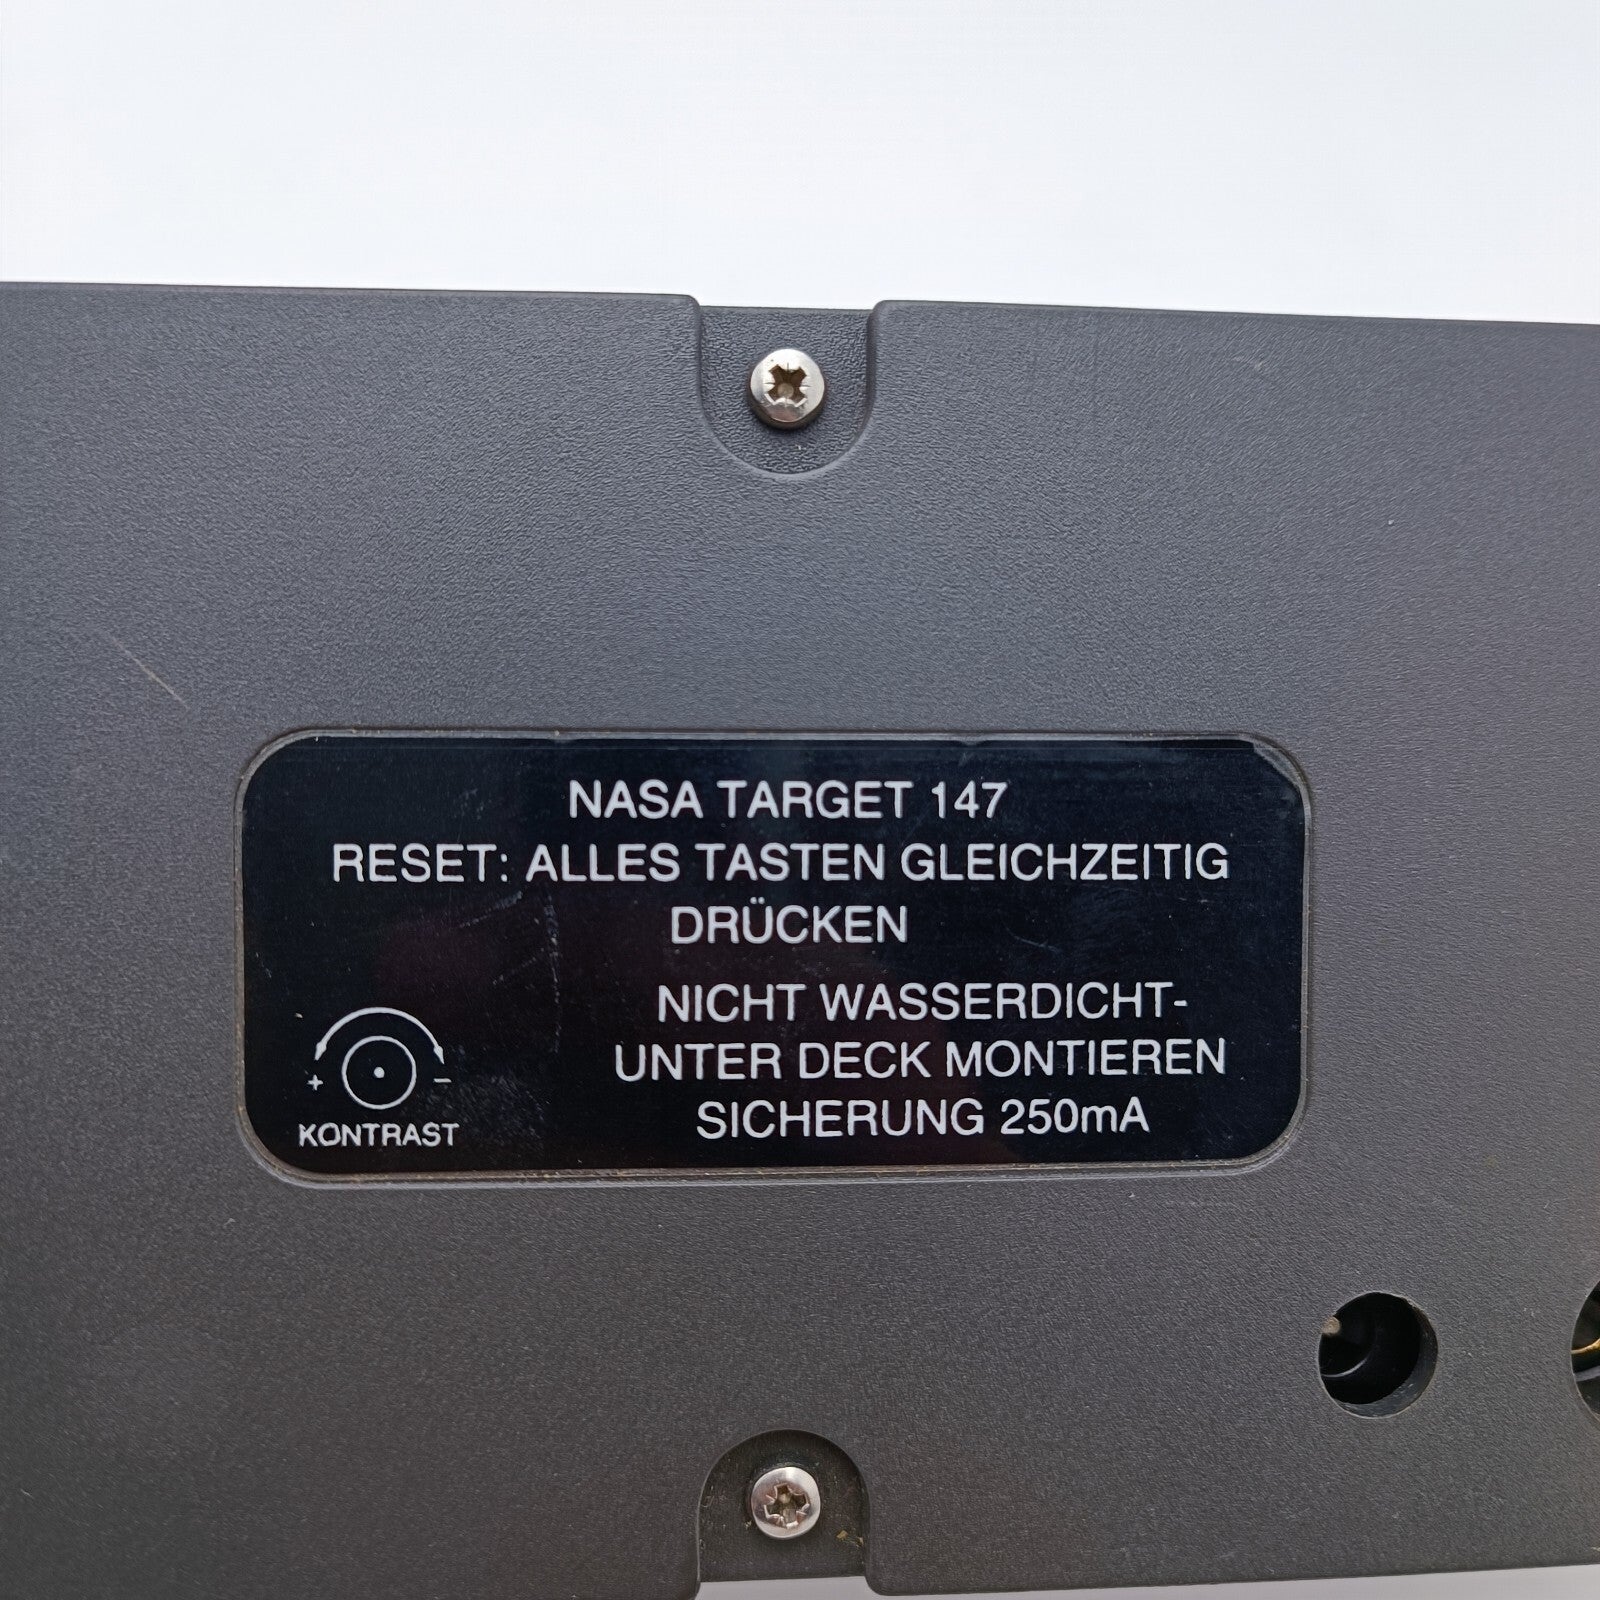 NASA TARGET 147
RESET: ALLES TASTEN GLEICHZEITIG
DRÜCKEN
NICHT WASSERDICHT-
UNTER DECK MONTIEREN
SICHERUNG 250mA
+ -
KONTRAST